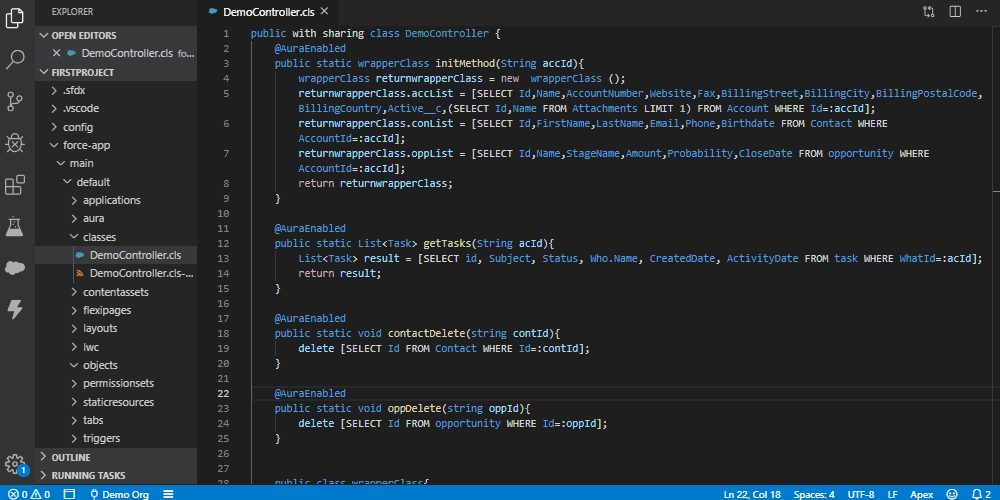 EXPLORER
OPEN EDITORS
DemoController.cls fo...
FIRSTPROJECT
.sfdx
.vscode
config
force-app
main
default
applications
aura
classes
DemoController.cls
DemoController.cls-...
contentassets
flexipages
layouts
lwc
objects
permissionsets
staticresources
tabs
triggers
OUTLINE
RUNNING TASKS
1
DemoController.cls
1 public with sharing class DemoController {
2 @AuraEnabled
3 public static wrapperClass initMethod(String accId){
4 wrapperClass returnwrapperClass = new  wrapperClass ();
5 returnwrapperClass.accList = [SELECT Id,Name,AccountNumber,Website,Fax,BillingStreet,BillingCity,BillingPostalCode,
BillingCountry,Active__c,(SELECT Id,Name FROM Attachments LIMIT 1) FROM Account WHERE Id=:accId];
6 returnwrapperClass.conList = [SELECT Id,FirstName,LastName,Email,Phone,Birthdate FROM Contact WHERE
AccountId=:accId];
7 returnwrapperClass.oppList = [SELECT Id,Name,StageName,Amount,Probability,CloseDate FROM opportunity WHERE
AccountId=:accId];
8 return returnwrapperClass;
9 }
10
11 @AuraEnabled
12 public static List<Task> getTasks(String acId){
13 List<Task> result = [SELECT id, Subject, Status, Who.Name, CreatedDate, ActivityDate FROM task WHERE WhatId=:acId];
14 return result;
15 }
16
17 @AuraEnabled
18 public static void contactDelete(string contId){
19 delete [SELECT Id FROM Contact WHERE Id=:contId];
20 }
21
22 @AuraEnabled
23 public static void oppDelete(string oppId){
24 delete [SELECT Id FROM opportunity WHERE Id=:oppId];
25 }
26
27
public class wrapperClass{
0 0 Demo Org Ln 22, Col 18 Spaces: 4 UTF-8 LF Apex 2